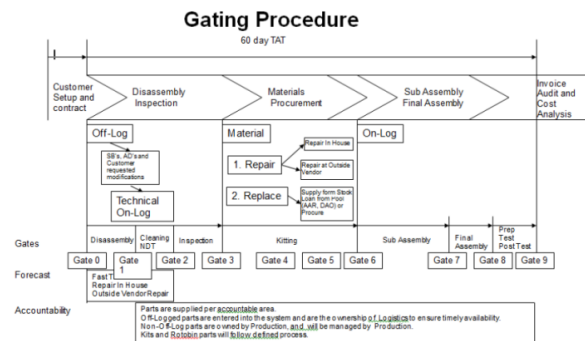 Gating Procedure
60 day TAT
Customer
Setup and
contract
Disassembly
Inspection
Materials
Procurement
Sub Assembly
Final Assembly
Invoice
Audit and
Cost
Analysis
Off-Log
Material
On-Log
SB's, AD's and
Customer
requested
modifications
Technical
On-Log
1. Repair
Repair In House
Repair at Outside
Vendor
2. Replace
Supply form Stock
Loan from Pool
(AAR, DAO) or
Procure
Gates
Disassembly
Cleaning
NDT
Inspection
Kitting
Sub Assembly
Final
Assembly
Prep
Test
Post Test
Gate 0
Gate
1
Gate 2
Gate 3
Gate 4
Gate 5
Gate 6
Gate 7
Gate 8
Gate 9
Forecast
Fast T
Repair In House
Outside Vendor Repair
Accountability
Parts are supplied per accountable area.
Off-Logged parts are entered into the system and are the ownership of Logistics to ensure timely availability.
Non-Off-Log parts are owned by Production, and will be managed by Production.
Kits and Rotobin parts will follow defined process.